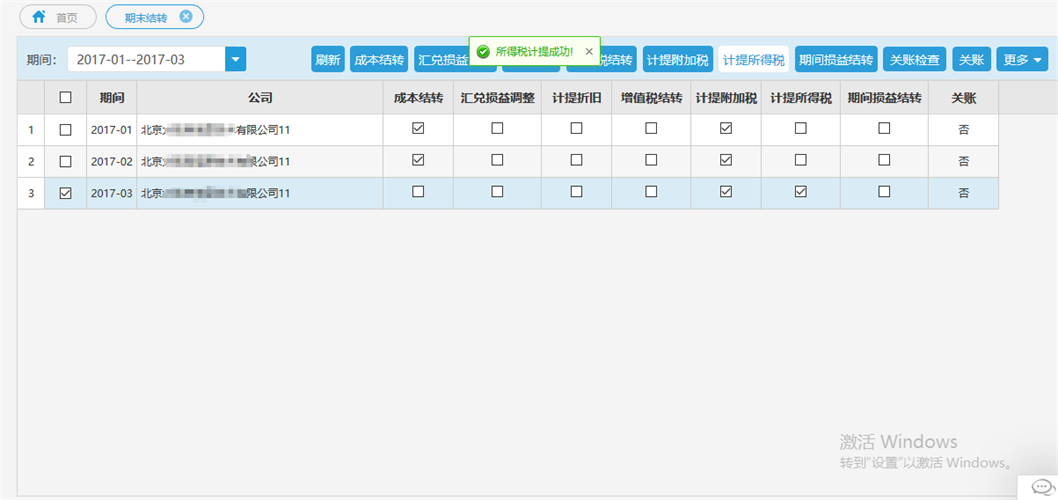 首页
期末结转
所得税计提成功!
期间:
2017-01--2017-03
刷新 成本结转 汇兑损益 结转 计提附加税 计提所得税 期间损益结转 关账检查 关账 更多
期间 公司 成本结转 汇兑损益调整 计提折旧 增值税结转 计提附加税 计提所得税 期间损益结转 关账
1 2017-01 北京 有限公司11 否
2 2017-02 北京 限公司11 否
3 2017-03 北京 限公司11 否
激活 Windows
转到"设置"以激活 Windows。